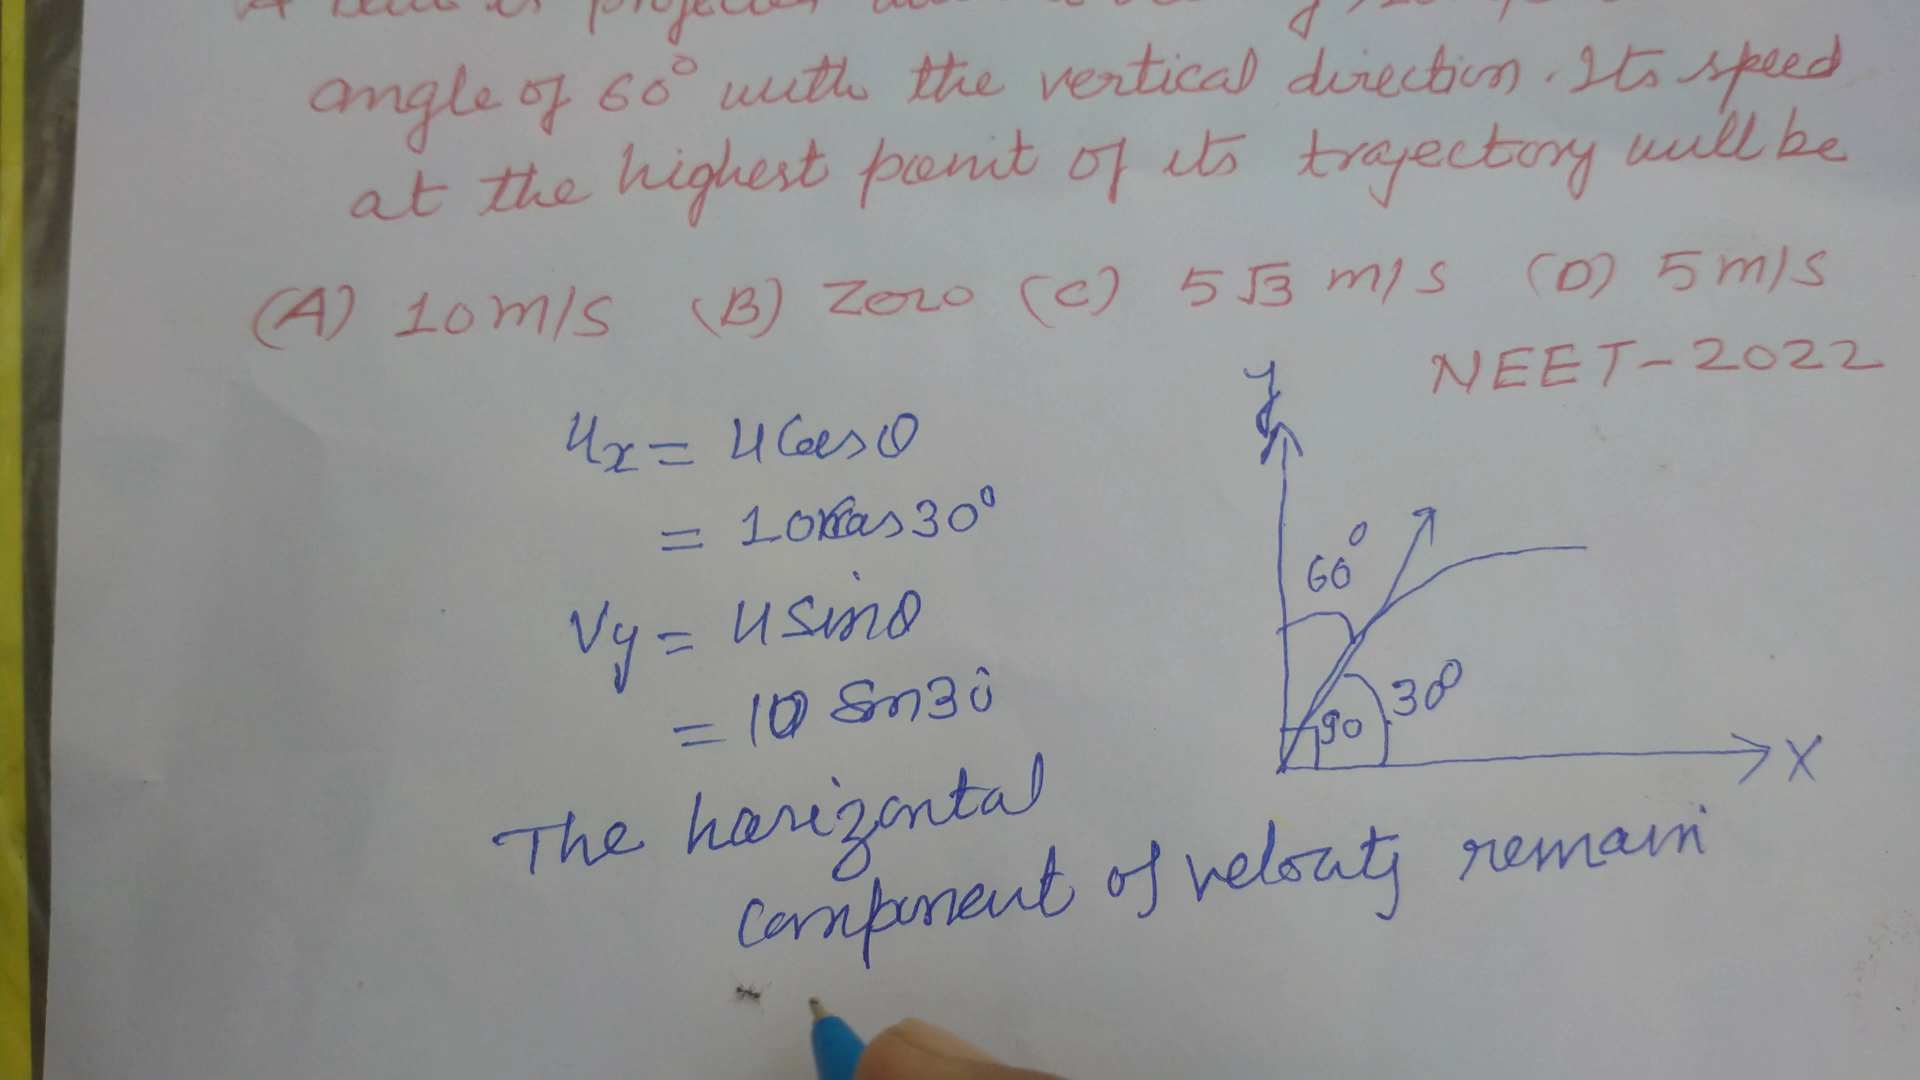 angle of 60° with the vertical direction. Its speed
at the highest point of its trajectory will be
(A) 10 m/s (B) Zero (C) 5√3 m/s (D) 5 m/s
NEET-2022
ux = u cos θ
= 10 x cos 30°
Vy = u sin θ
= 10 Sin 30
The horizontal
component of velocity remain
y
60°
30°
90
X